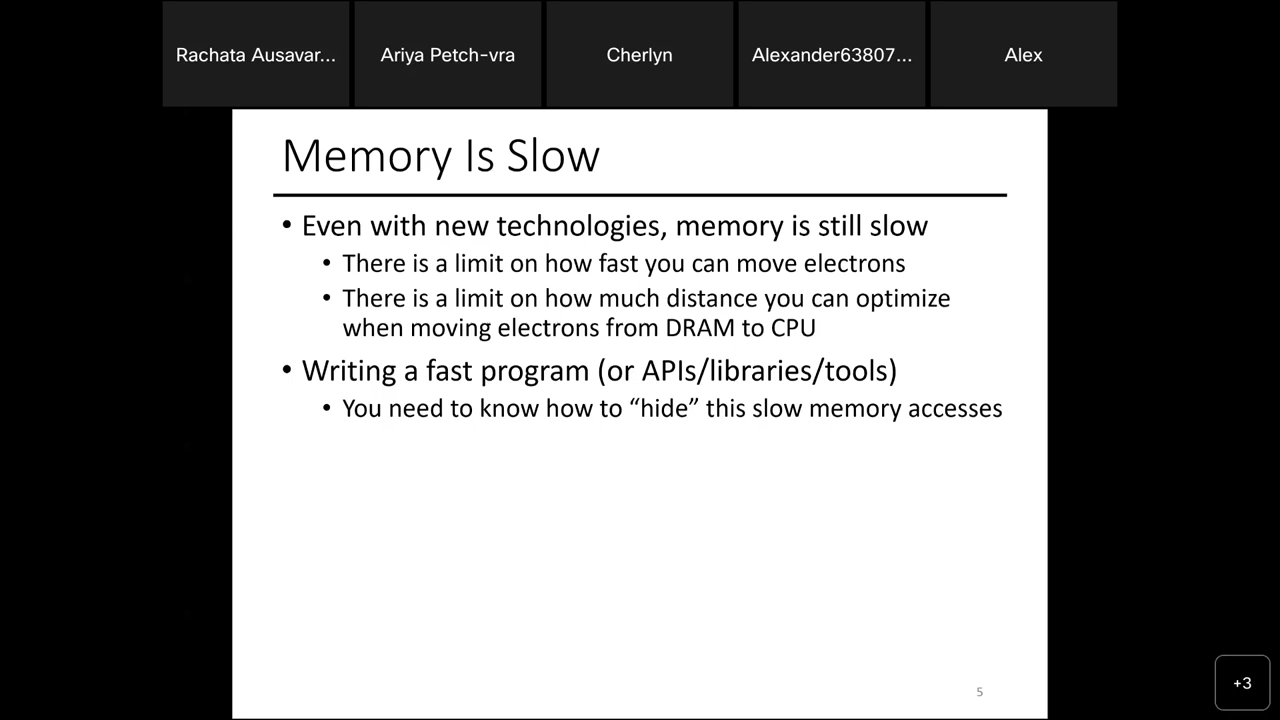 Rachata Ausavar...
Ariya Petch-vra
Cherlyn
Alexander63807...
Alex
Memory Is Slow
• Even with new technologies, memory is still slow
• There is a limit on how fast you can move electrons
• There is a limit on how much distance you can optimize
when moving electrons from DRAM to CPU
• Writing a fast program (or APIs/libraries/tools)
• You need to know how to “hide” this slow memory accesses
5
+3